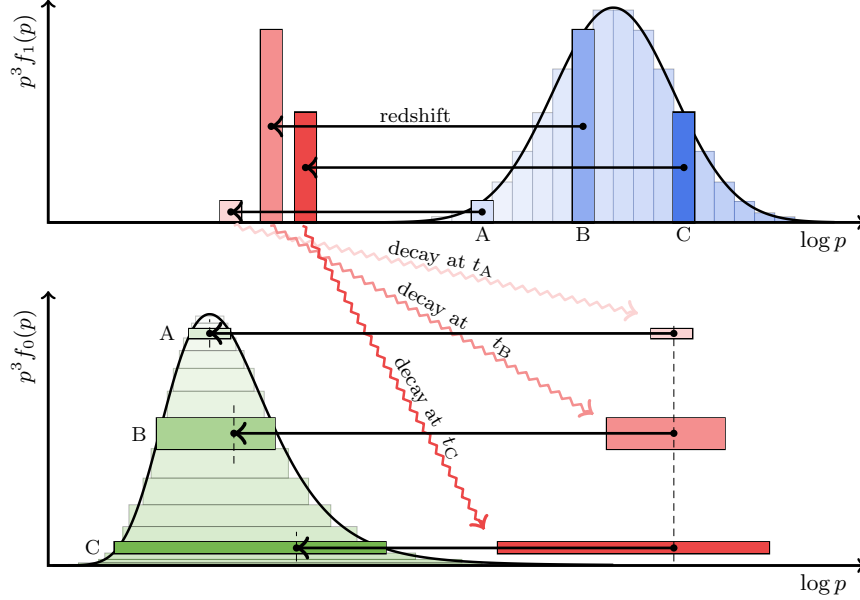 p³f₁(p)
redshift
A B C
log p
decay at t_A
decay at
t_B
decay at t_C
p³f₀(p)
A
B
C
log p